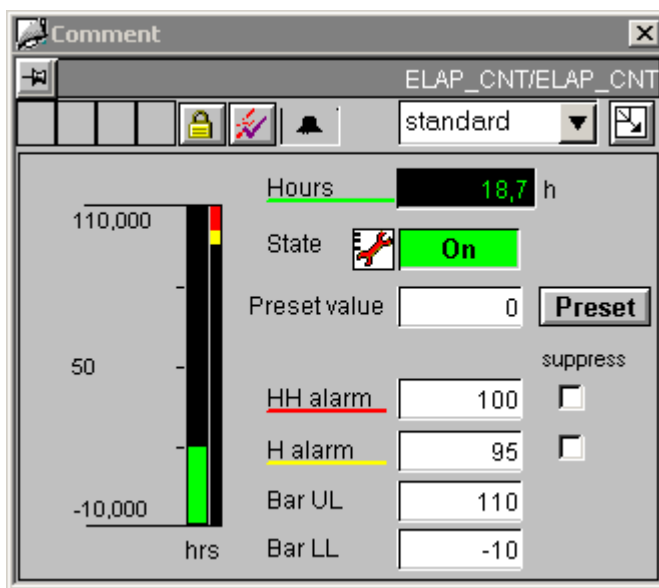 Comment
ELAP_CNT/ELAP_CNT
standard
Hours 18,7 h
110,000
State On
Preset value 0 Preset
50
suppress
HH alarm 100
H alarm 95
Bar UL 110
-10,000
hrs
Bar LL -10